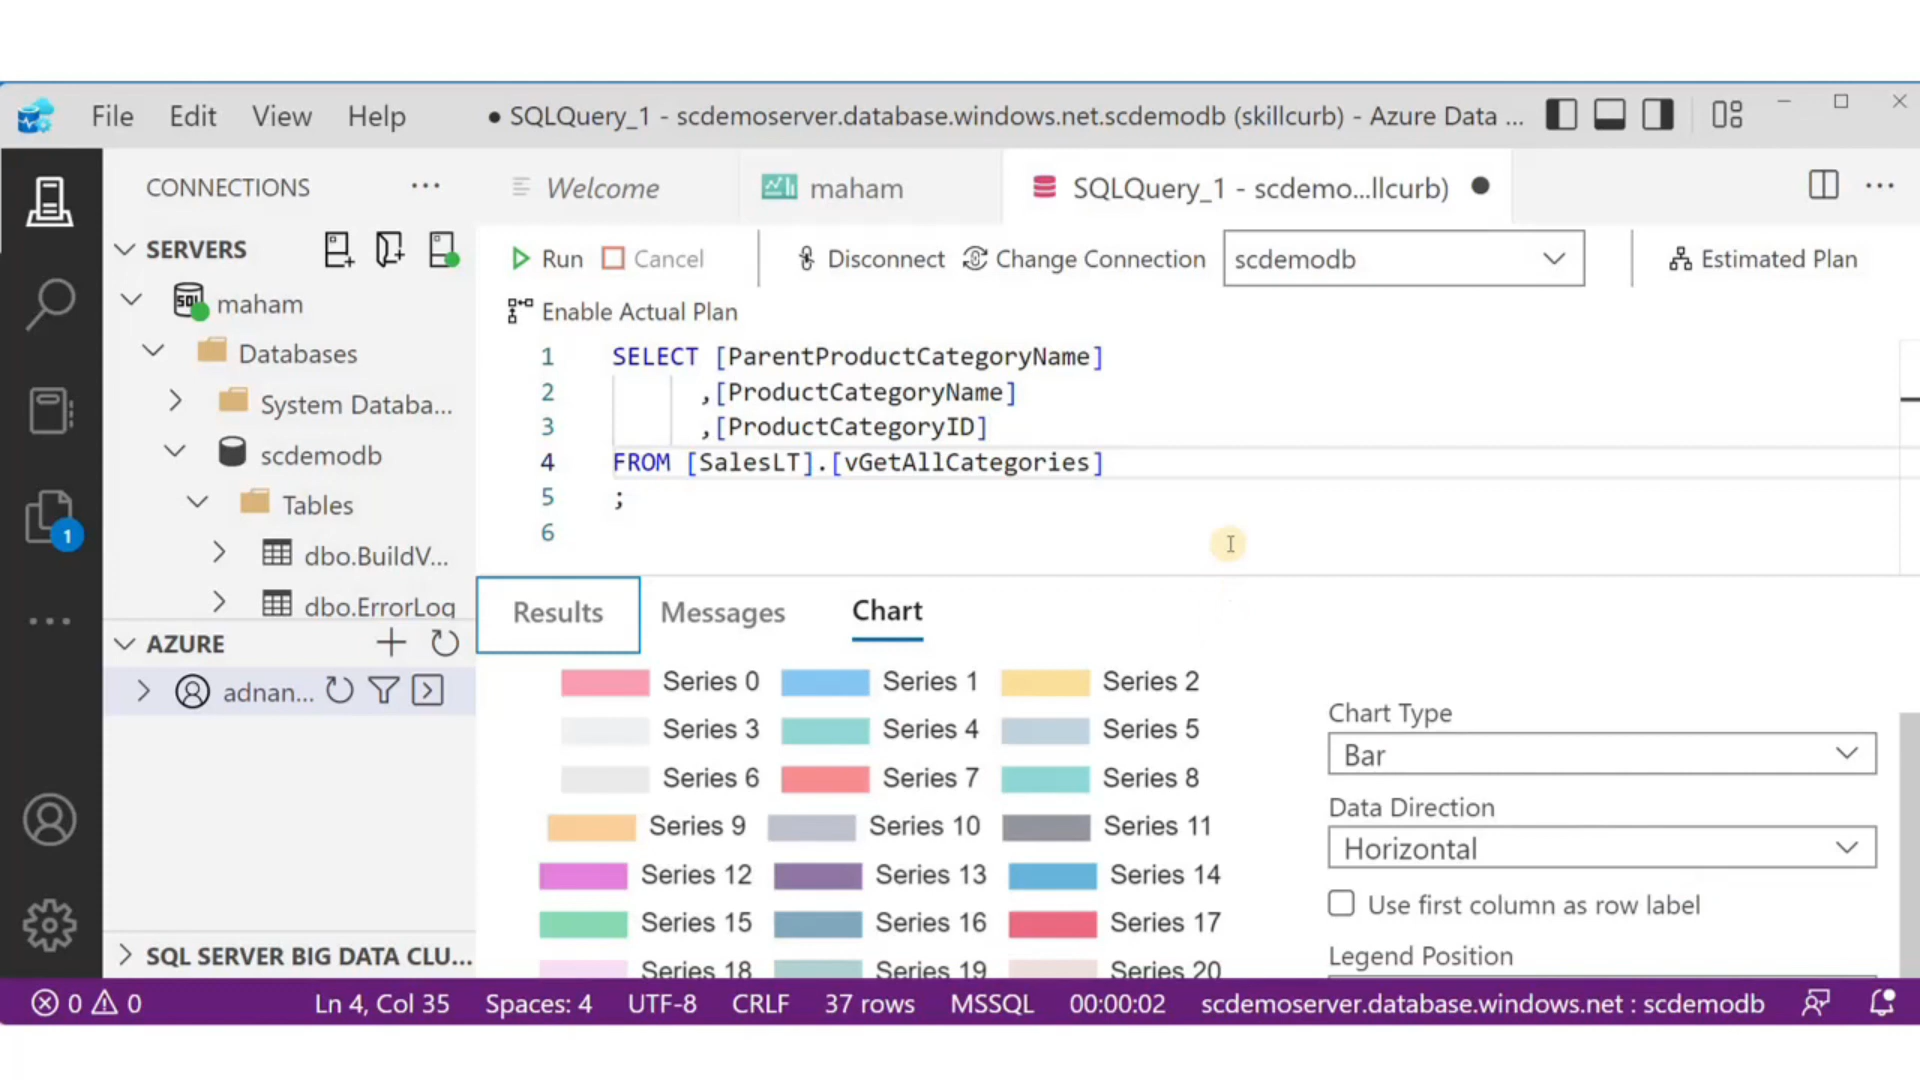 File Edit View Help ● SQLQuery_1 - scdemoserver.database.windows.net.scdemodb (skillcurb) - Azure Data ...
CONNECTIONS ...
Welcome maham SQLQuery_1 - scdemo...llcurb) ●
SERVERS
maham
Databases
System Databa...
scdemodb
Tables
dbo.BuildV...
dbo.ErrorLog
AZURE
adnan...
SQL SERVER BIG DATA CLU...
Run Cancel Disconnect Change Connection scdemodb Estimated Plan
Enable Actual Plan
1 SELECT [ParentProductCategoryName]
2 ,[ProductCategoryName]
3 ,[ProductCategoryID]
4 FROM [SalesLT].[vGetAllCategories]
5 ;
6
Results Messages Chart
Series 0 Series 1 Series 2
Series 3 Series 4 Series 5
Series 6 Series 7 Series 8
Series 9 Series 10 Series 11
Series 12 Series 13 Series 14
Series 15 Series 16 Series 17
Series 18 Series 19 Series 20
Chart Type
Bar
Data Direction
Horizontal
Use first column as row label
Legend Position
1
0 0 Ln 4, Col 35 Spaces: 4 UTF-8 CRLF 37 rows MSSQL 00:00:02 scdemoserver.database.windows.net : scdemodb